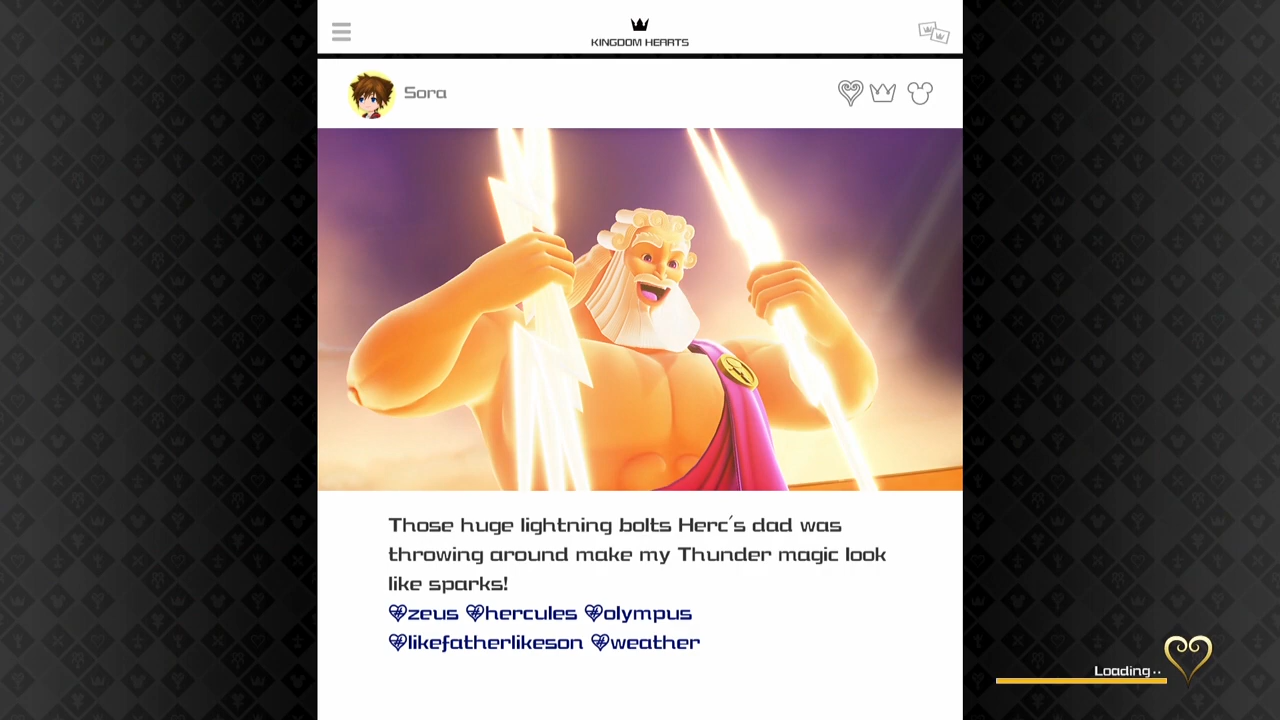 KINGDOM HEARTS
Sora
Those huge lightning bolts Herc's dad was
throwing around make my Thunder magic look
like sparks!
#zeus #hercules #olympus
#likefatherlikeson #weather
Loading..